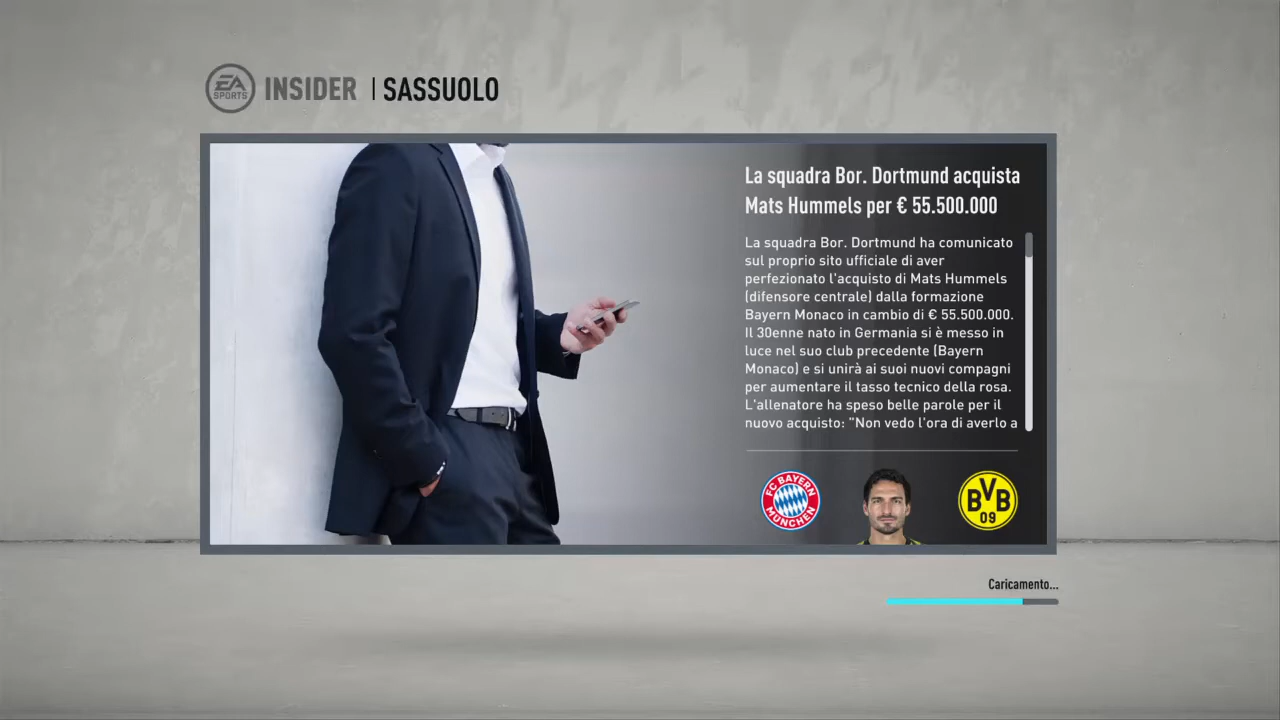 EA SPORTS INSIDER | SASSUOLO
La squadra Bor. Dortmund acquista
Mats Hummels per € 55.500.000
La squadra Bor. Dortmund ha comunicato
sul proprio sito ufficiale di aver
perfezionato l'acquisto di Mats Hummels
(difensore centrale) dalla formazione
Bayern Monaco in cambio di € 55.500.000.
Il 30enne nato in Germania si è messo in
luce nel suo club precedente (Bayern
Monaco) e si unirà ai suoi nuovi compagni
per aumentare il tasso tecnico della rosa.
L'allenatore ha speso belle parole per il
nuovo acquisto: "Non vedo l'ora di averlo a
FC BAYERN MÜNCHEN
BVB 09
Caricamento...